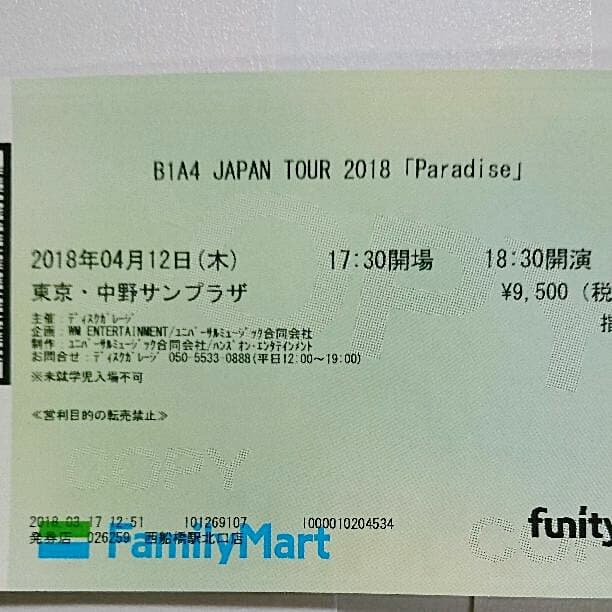 B1A4 JAPAN TOUR 2018「Paradise」
2018年04月12日(木) 17:30開場 18:30開演
東京・中野サンプラザ ¥9,500 (税
指
主催:ディスクガレージ
企画:WM ENTERTAINMENT/ユニバーサルミュージック合同会社
制作:ユニバーサルミュージック合同会社/ハンズオン・エンタテインメント
お問合せ:ディスクガレージ 050-5533-0888(平日12:00～19:00)
※未就学児入場不可
≪営利目的の転売禁止≫
COPY
2018.03.17 12:51 101269107 1000010204534
発券店 026259 西船橋駅北口店
FamilyMart
funity